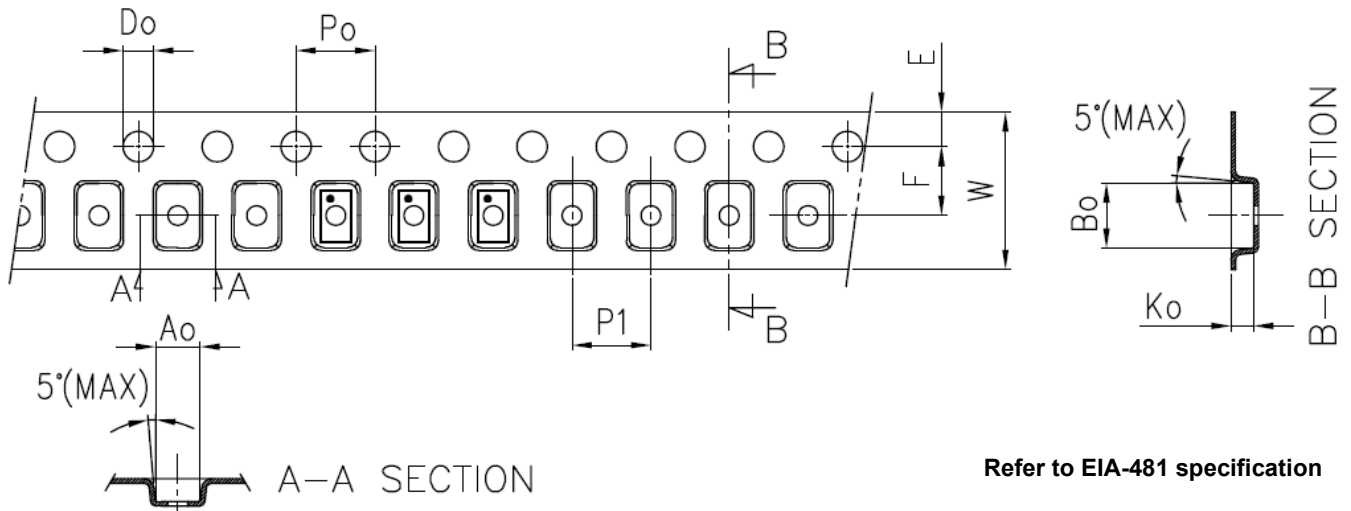 Do
Po
B
E
5°(MAX)
F
W
Bo
B-B SECTION
A
A
P1
B
Ko
Ao
5°(MAX)
A-A SECTION
Refer to EIA-481 specification